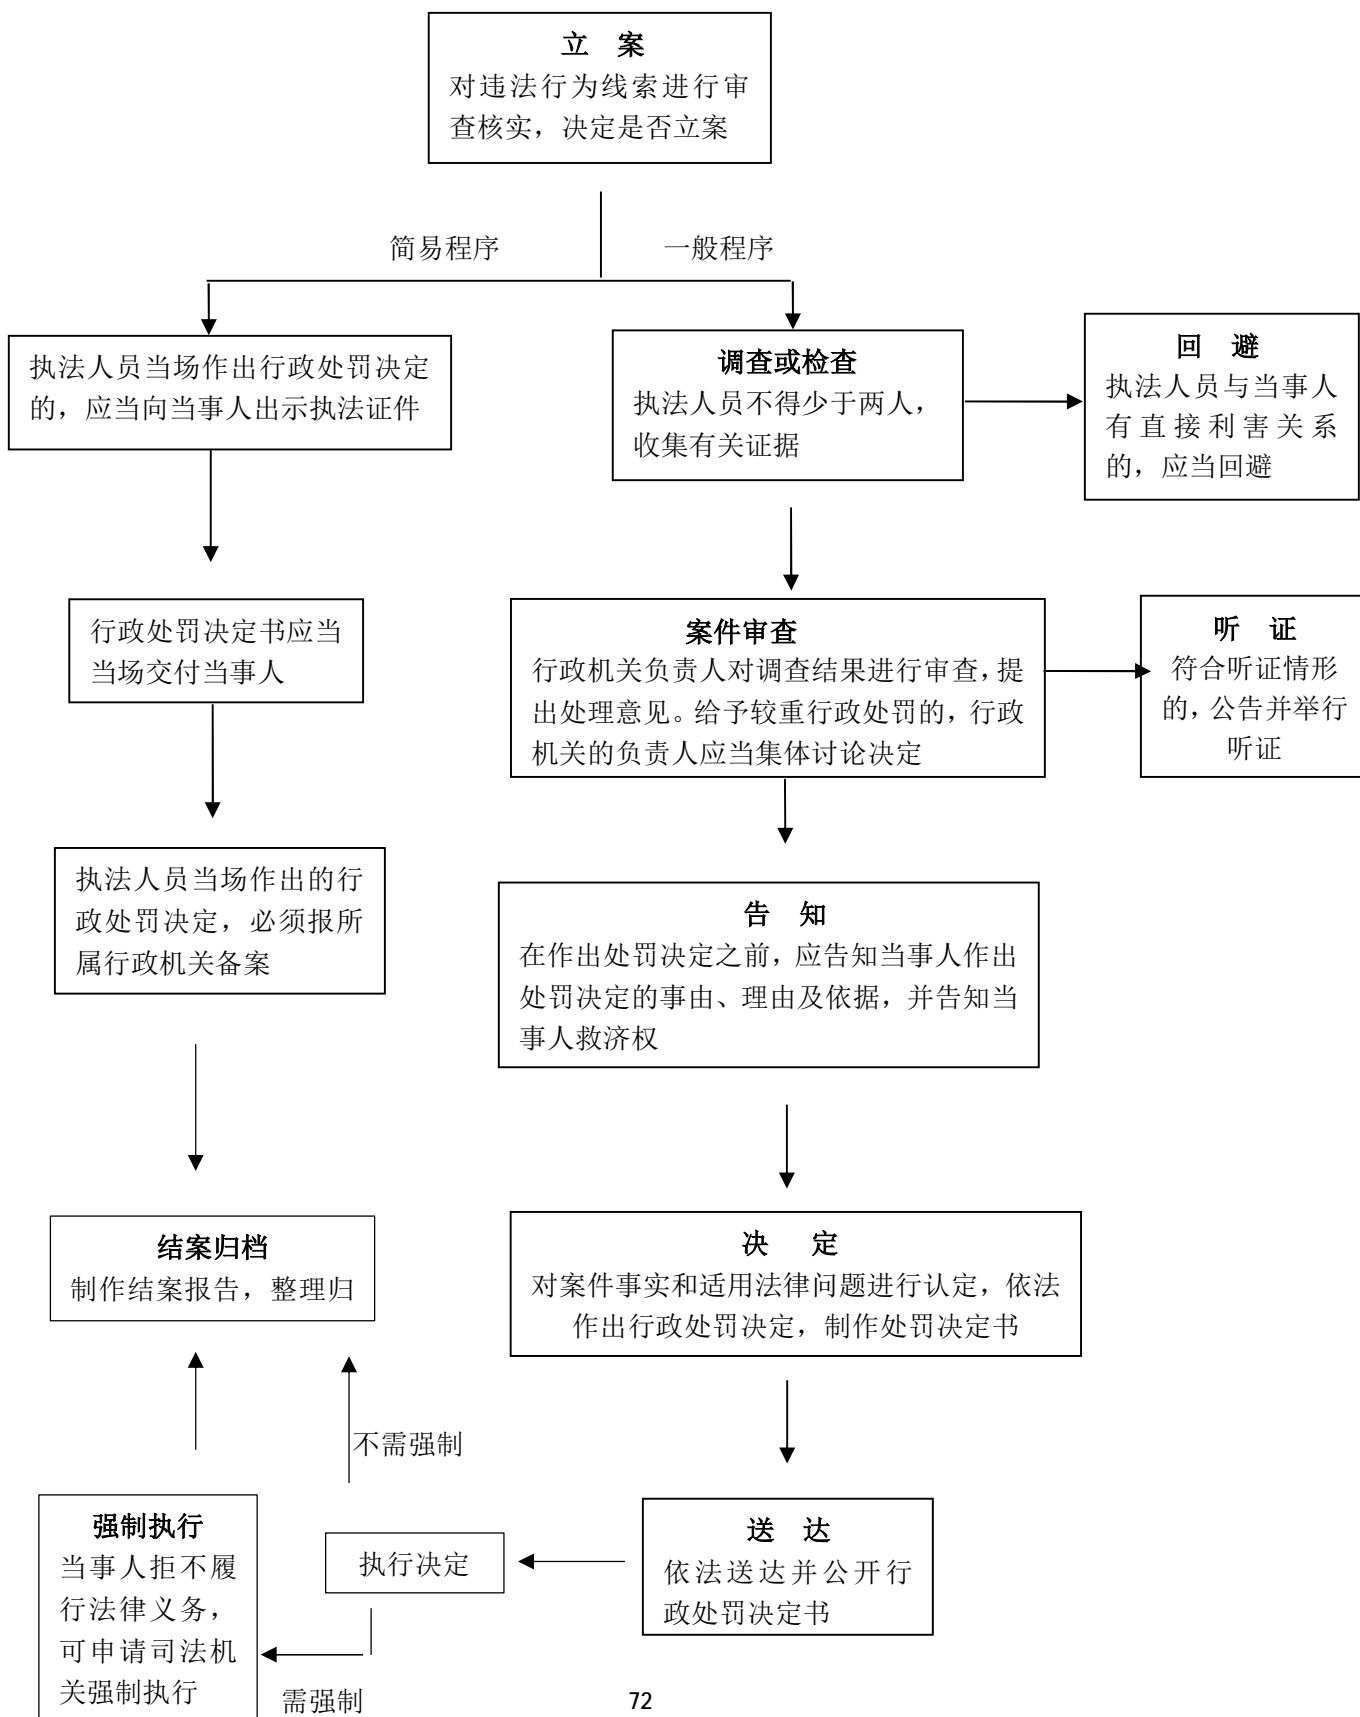 立 案
对违法行为线索进行审
查核实，决定是否立案
简易程序
一般程序
执法人员当场作出行政处罚决定
的，应当向当事人出示执法证件
调查或检查
执法人员不得少于两人，
收集有关证据
回 避
执法人员与当事人
有直接利害关系
的，应当回避
行政处罚决定书应当
当场交付当事人
案件审查
行政机关负责人对调查结果进行审查，提
出处理意见。给予较重行政处罚的，行政
机关的负责人应当集体讨论决定
听 证
符合听证情形
的，公告并举行
听证
执法人员当场作出的行
政处罚决定，必须报所
属行政机关备案
告 知
在作出处罚决定之前，应告知当事人作出
处罚决定的事由、理由及依据，并告知当
事人救济权
结案归档
制作结案报告，整理归
决 定
对案件事实和适用法律问题进行认定，依法
作出行政处罚决定，制作处罚决定书
不需强制
强制执行
当事人拒不履
行法律义务，
可申请司法机
关强制执行
执行决定
送 达
依法送达并公开行
政处罚决定书
需强制
72